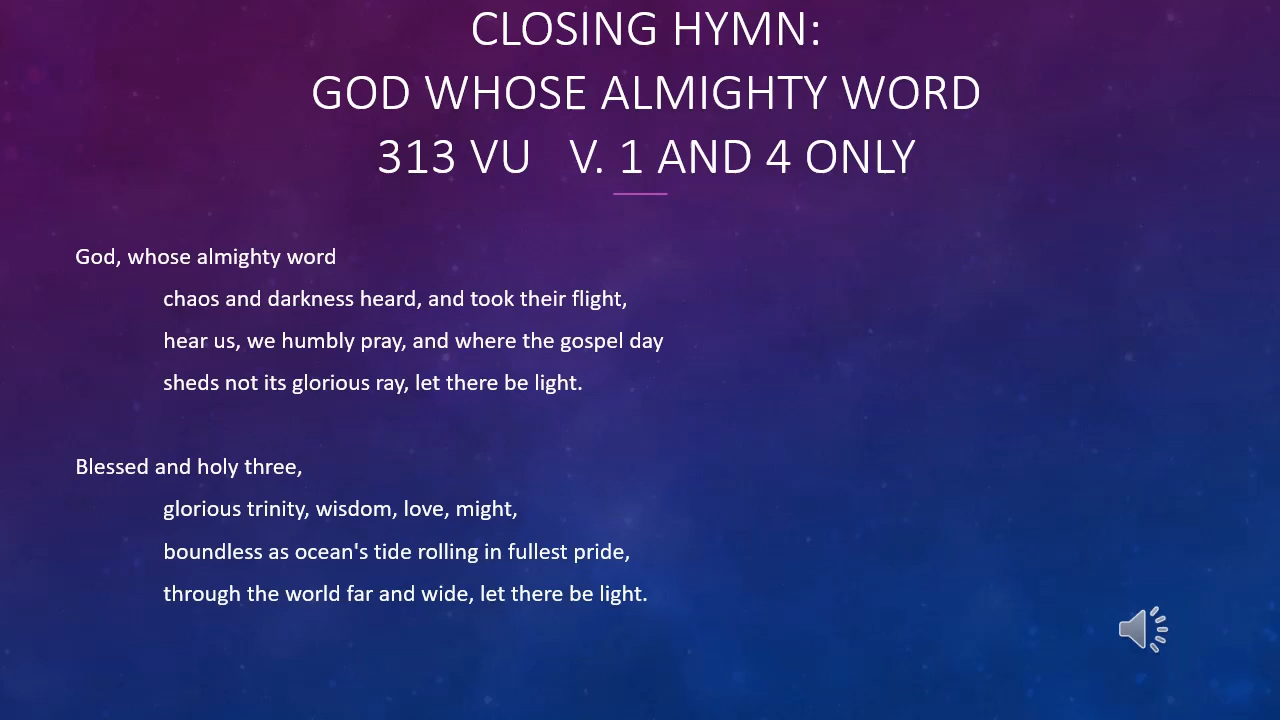 CLOSING HYMN:
GOD WHOSE ALMIGHTY WORD
313 VU   V. 1 AND 4 ONLY
God, whose almighty word
chaos and darkness heard, and took their flight,
hear us, we humbly pray, and where the gospel day
sheds not its glorious ray, let there be light.
Blessed and holy three,
glorious trinity, wisdom, love, might,
boundless as ocean's tide rolling in fullest pride,
through the world far and wide, let there be light.